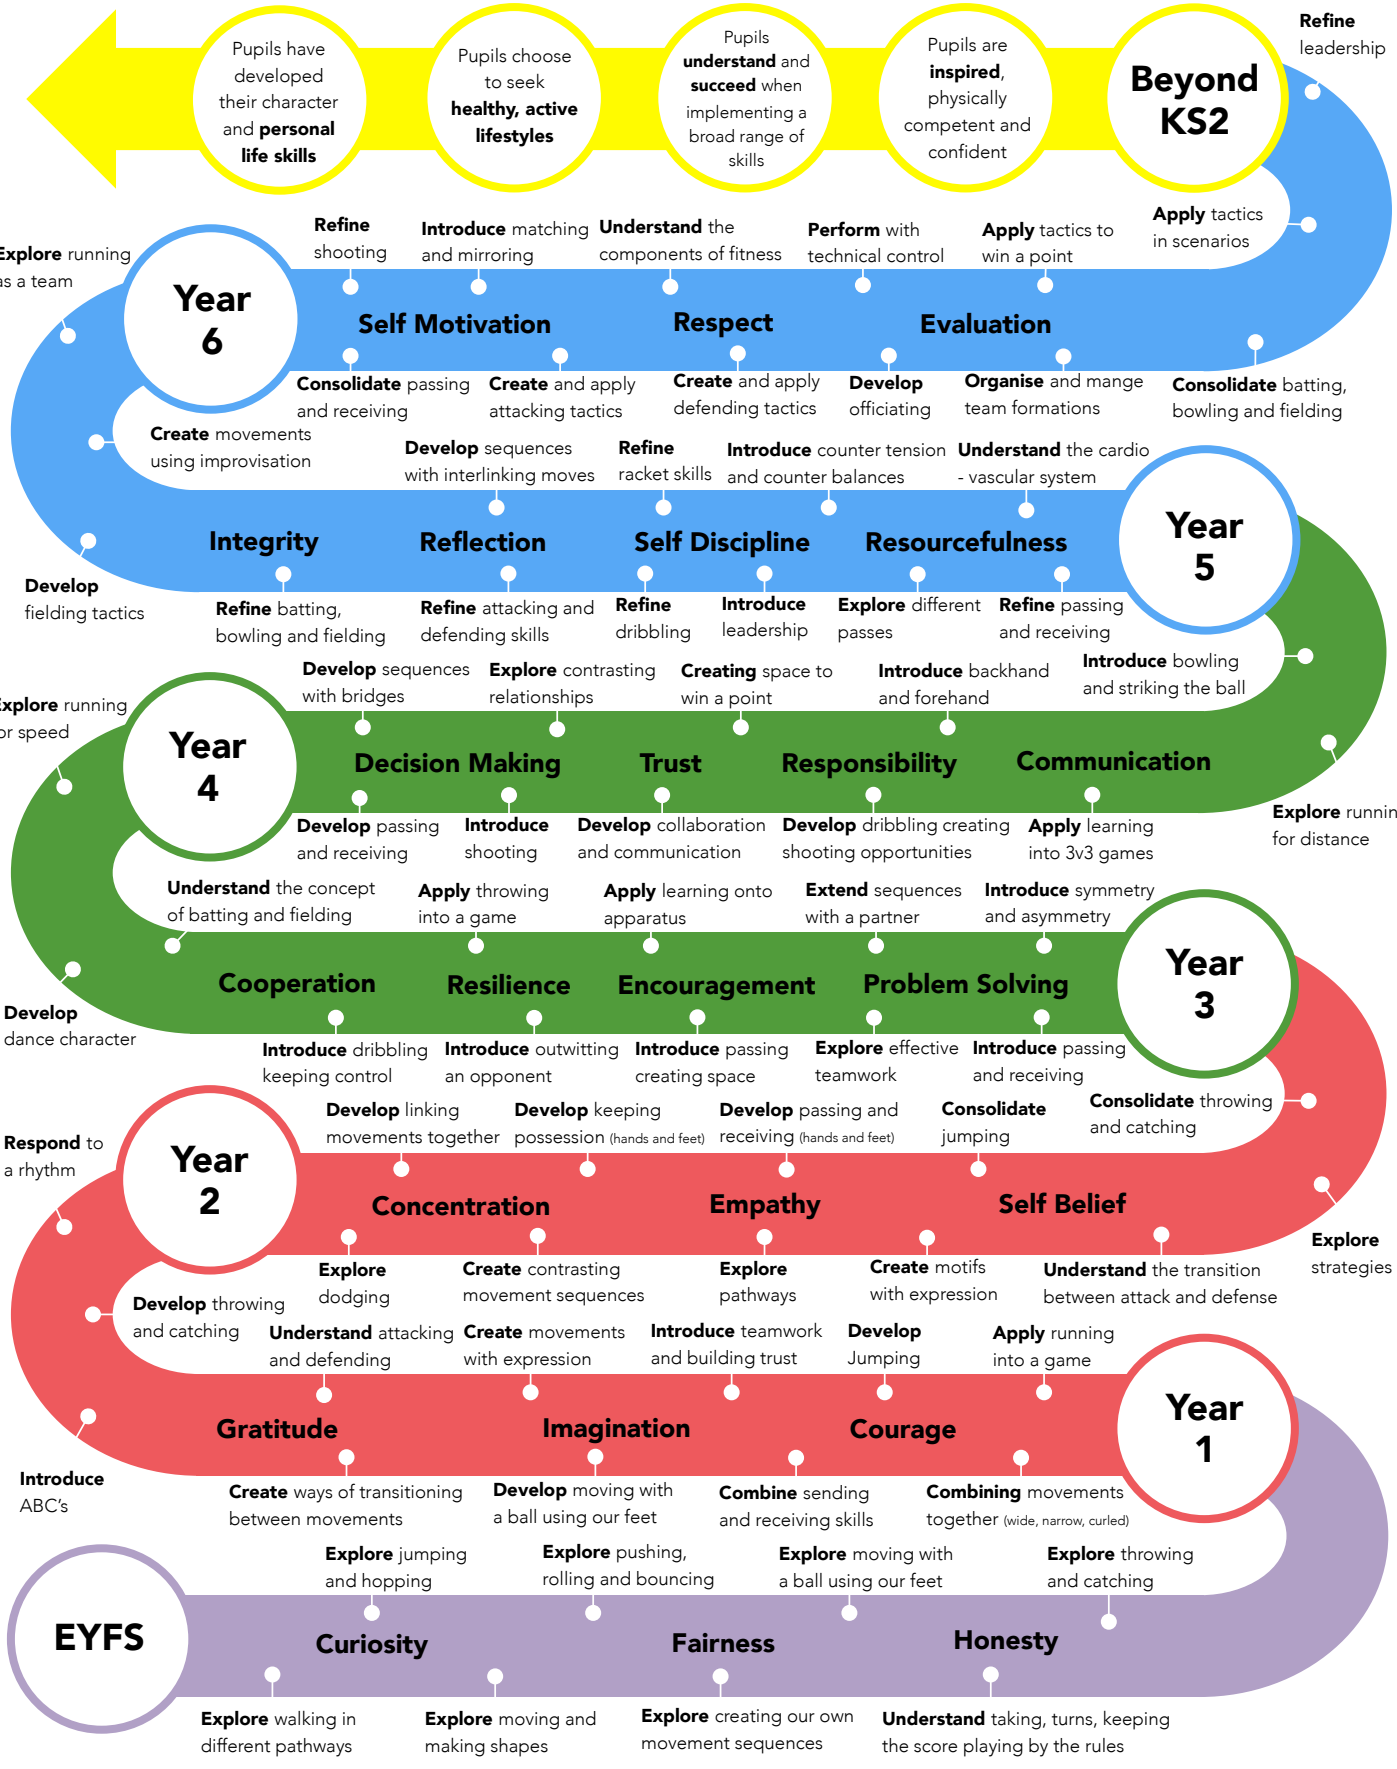 Refine
leadership
Pupils have
developed
their character
and personal
life skills
Pupils choose
to seek
healthy, active
lifestyles
Pupils
understand and
succeed when
implementing a
broad range of
skills
Pupils are
inspired,
physically
competent and
confident
Beyond
KS2
Apply tactics
in scenarios
Explore running
as a team
Refine
shooting
Introduce matching
and mirroring
Understand the
components of fitness
Perform with
technical control
Apply tactics to
win a point
Year
6
Self Motivation
Respect
Evaluation
Consolidate passing
and receiving
Create and apply
attacking tactics
Create and apply
defending tactics
Develop
officiating
Organise and mange
team formations
Consolidate batting,
bowling and fielding
Create movements
using improvisation
Develop sequences
with interlinking moves
Refine
racket skills
Introduce counter tension
and counter balances
Understand the cardio
- vascular system
Year
5
Integrity
Reflection
Self Discipline
Resourcefulness
Develop
fielding tactics
Refine batting,
bowling and fielding
Refine attacking and
defending skills
Refine
dribbling
Introduce
leadership
Explore different
passes
Refine passing
and receiving
Introduce bowling
and striking the ball
Explore running
or speed
Develop sequences
with bridges
Explore contrasting
relationships
Creating space to
win a point
Introduce backhand
and forehand
Year
4
Decision Making
Trust
Responsibility
Communication
Develop passing
and receiving
Introduce
shooting
Develop collaboration
and communication
Develop dribbling creating
shooting opportunities
Apply learning
into 3v3 games
Explore runnin
for distance
Understand the concept
of batting and fielding
Apply throwing
into a game
Apply learning onto
apparatus
Extend sequences
with a partner
Introduce symmetry
and asymmetry
Year
3
Cooperation
Resilience
Encouragement
Problem Solving
Develop
dance character
Introduce dribbling
keeping control
Introduce outwitting
an opponent
Introduce passing
creating space
Explore effective
teamwork
Introduce passing
and receiving
Consolidate throwing
and catching
Respond to
a rhythm
Develop linking
movements together
Develop keeping
possession (hands and feet)
Develop passing and
receiving (hands and feet)
Consolidate
jumping
Year
2
Concentration
Empathy
Self Belief
Explore
dodging
Create contrasting
movement sequences
Explore
pathways
Create motifs
with expression
Understand the transition
between attack and defense
Explore
strategies
Develop throwing
and catching
Understand attacking
and defending
Create movements
with expression
Introduce teamwork
and building trust
Develop
Jumping
Apply running
into a game
Year
1
Gratitude
Imagination
Courage
Introduce
ABC's
Create ways of transitioning
between movements
Develop moving with
a ball using our feet
Combine sending
and receiving skills
Combining movements
together (wide, narrow, curled)
Explore jumping
and hopping
Explore pushing,
rolling and bouncing
Explore moving with
a ball using our feet
Explore throwing
and catching
EYFS
Curiosity
Fairness
Honesty
Explore walking in
different pathways
Explore moving and
making shapes
Explore creating our own
movement sequences
Understand taking, turns, keeping
the score playing by the rules